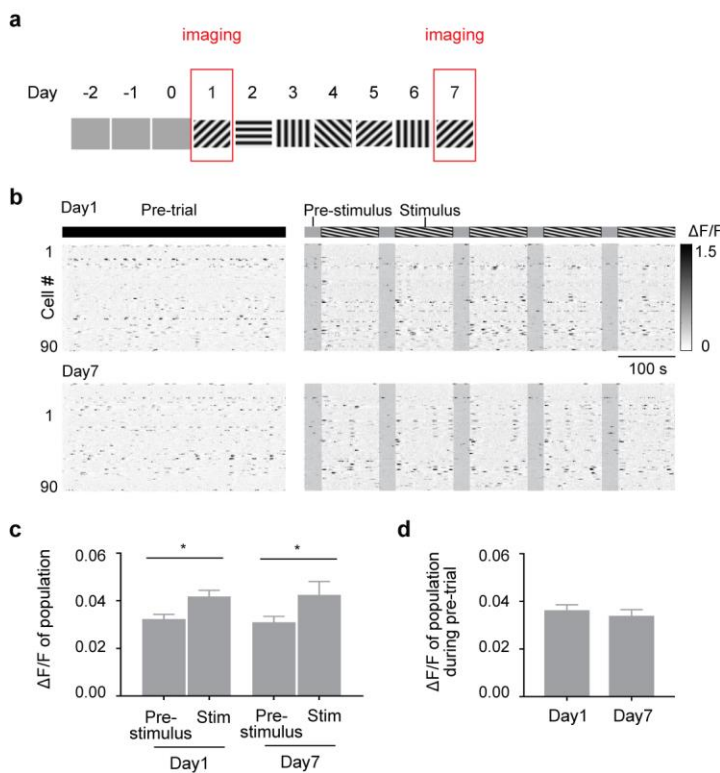 a
imaging imaging
Day -2 -1 0 1 2 3 4 5 6 7
b
Day1 Pre-trial Pre-stimulus Stimulus
ΔF/F
1.5
0
1
Cell #
90
100 s
Day7
1
90
c
ΔF/F of population
0.06
0.04
0.02
0.00
* *
Pre- Stim Pre- Stim
stimulus stimulus
Day1 Day7
d
ΔF/F of population
during pre-trial
0.06
0.04
0.02
0.00
Day1 Day7